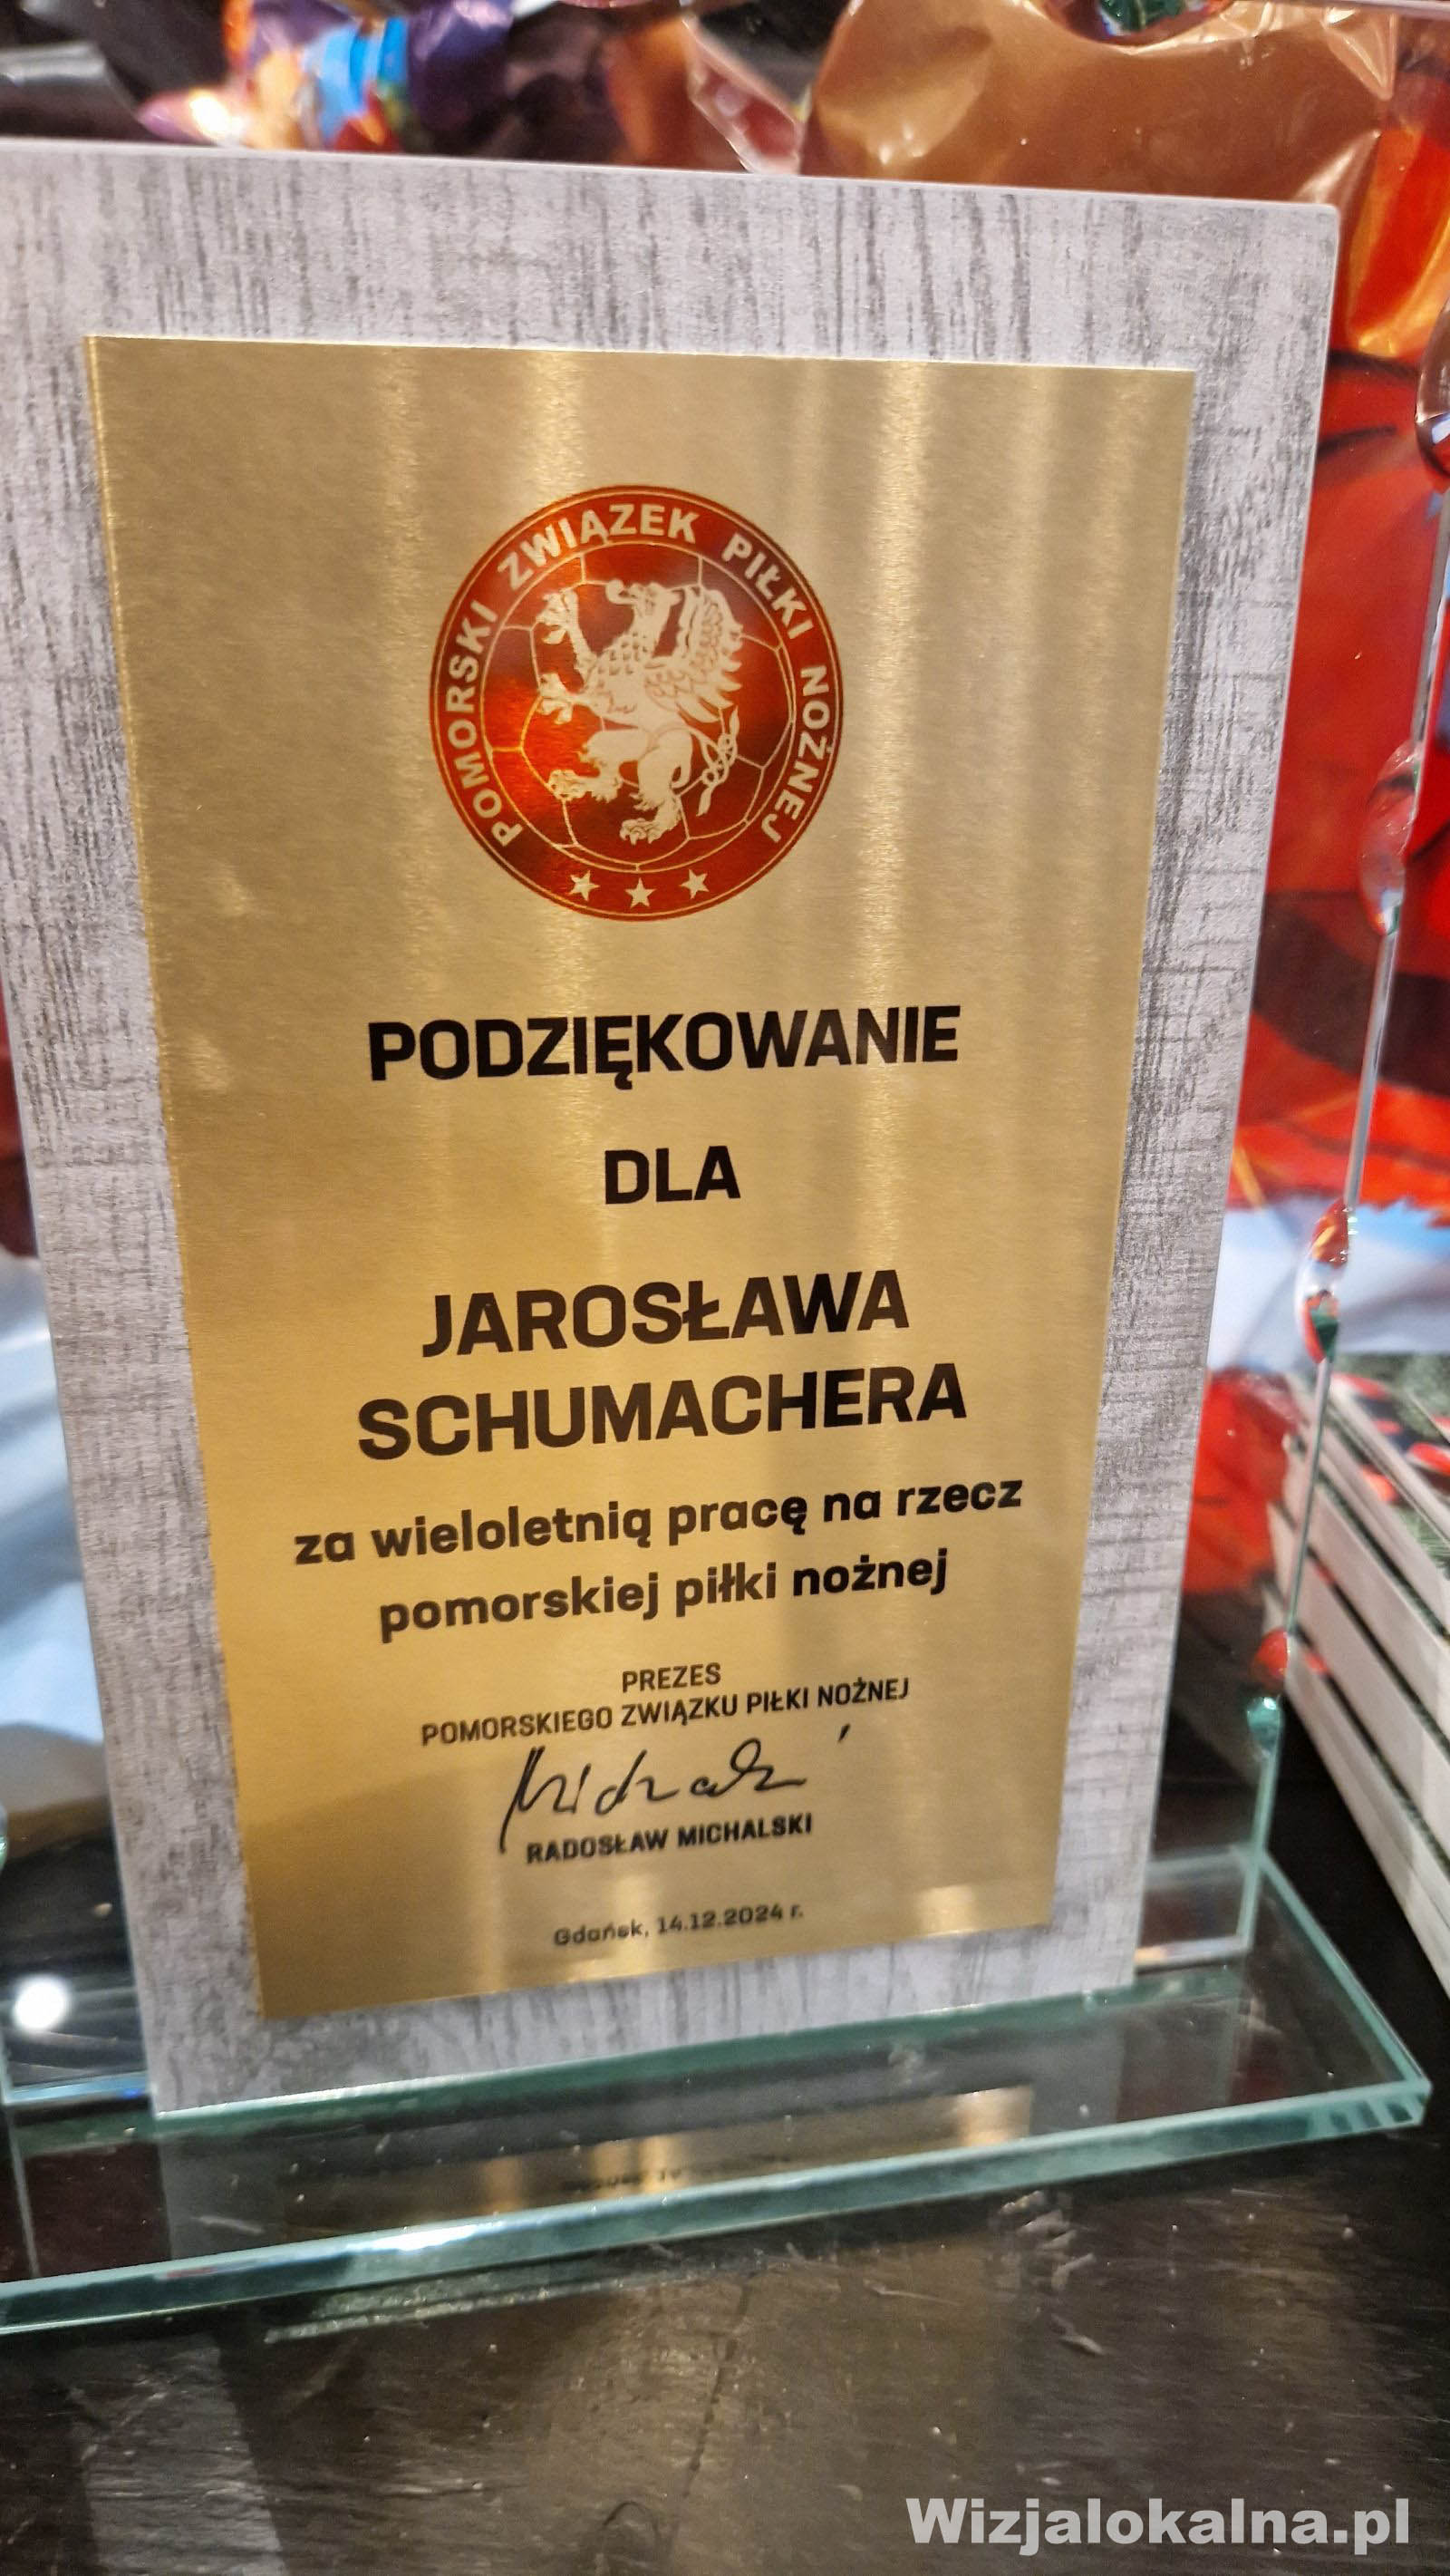 POMORSKI ZWIĄZEK PIŁKI NOŻNEJ
PODZIĘKOWANIE
DLA
JAROSŁAWA
SCHUMACHERA
za wieloletnią pracę na rzecz
pomorskiej piłki nożnej
PREZES
POMORSKIEGO ZWIĄZKU PIŁKI NOŻNEJ
RADOSŁAW MICHALSKI
Gdańsk, 14.12.2024 r.
Wizjalokalna.pl